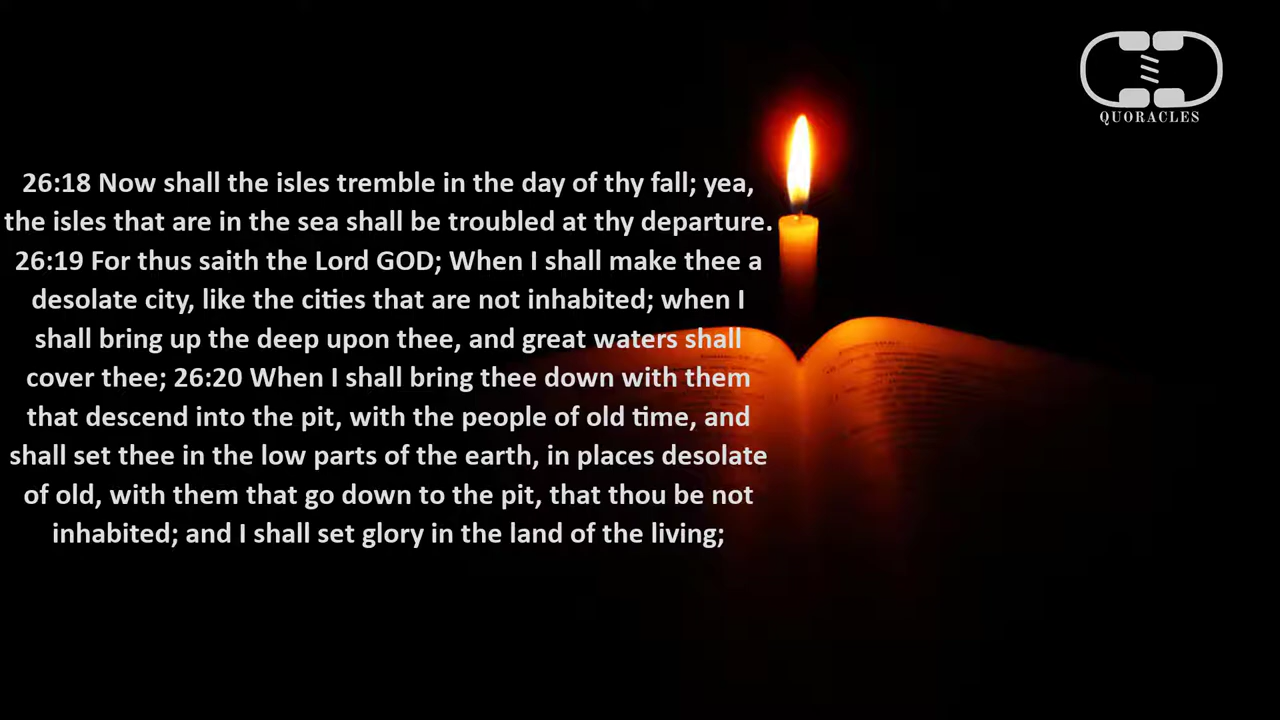 QUORACLES
26:18 Now shall the isles tremble in the day of thy fall; yea,
the isles that are in the sea shall be troubled at thy departure.
26:19 For thus saith the Lord GOD; When I shall make thee a
desolate city, like the cities that are not inhabited; when I
shall bring up the deep upon thee, and great waters shall
cover thee; 26:20 When I shall bring thee down with them
that descend into the pit, with the people of old time, and
shall set thee in the low parts of the earth, in places desolate
of old, with them that go down to the pit, that thou be not
inhabited; and I shall set glory in the land of the living;